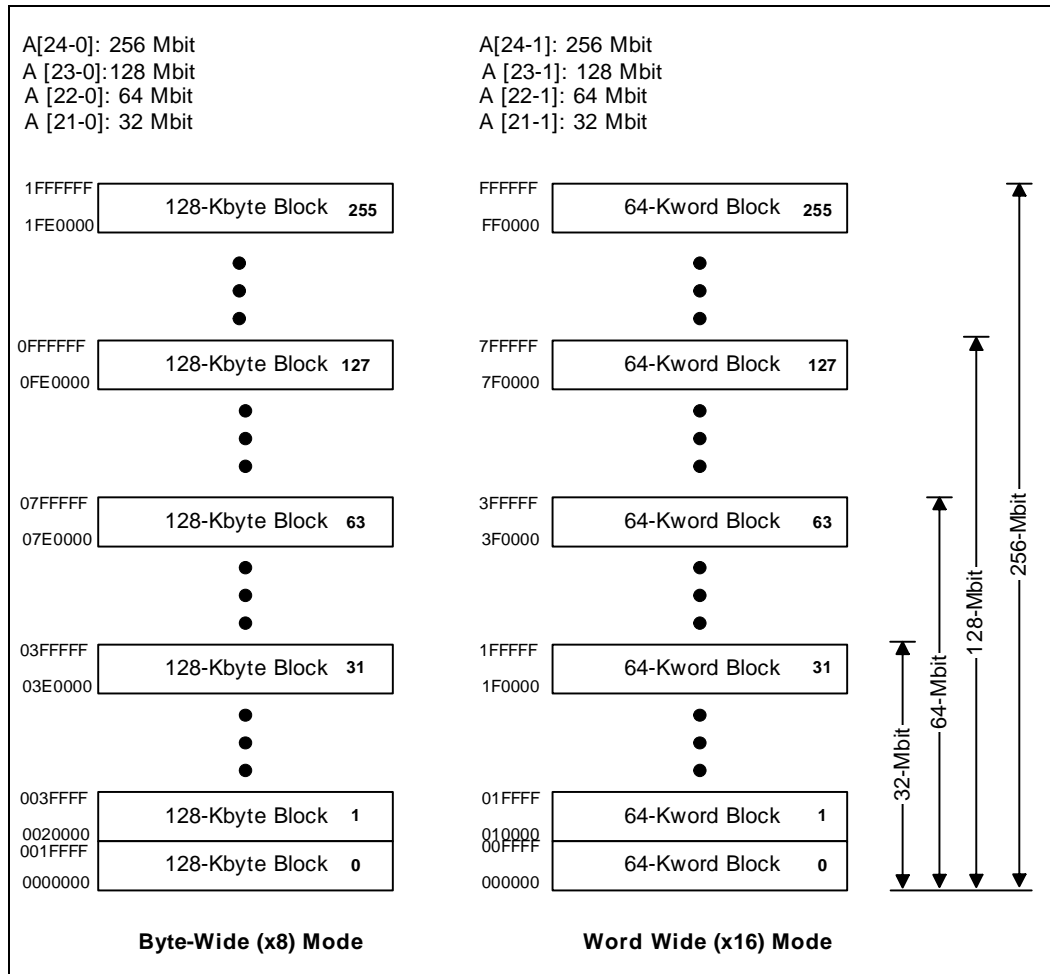 A[24-0]: 256 Mbit
A [23-0]:128 Mbit
A [22-0]: 64 Mbit
A [21-0]: 32 Mbit
A[24-1]: 256 Mbit
A [23-1]: 128 Mbit
A [22-1]: 64 Mbit
A [21-1]: 32 Mbit
1FFFFFF
128-Kbyte Block 255
1FE0000
FFFFFF
64-Kword Block 255
FF0000
0FFFFFF
128-Kbyte Block 127
0FE0000
7FFFFF
64-Kword Block 127
7F0000
07FFFFF
128-Kbyte Block 63
07E0000
3FFFFF
64-Kword Block 63
3F0000
03FFFFF
128-Kbyte Block 31
03E0000
1FFFFF
64-Kword Block 31
1F0000
003FFFF
128-Kbyte Block 1
0020000
001FFFF
128-Kbyte Block 0
0000000
01FFFF
64-Kword Block 1
010000
00FFFF
64-Kword Block 0
000000
32-Mbit
64-Mbit
128-Mbit
256-Mbit
Byte-Wide (x8) Mode
Word Wide (x16) Mode